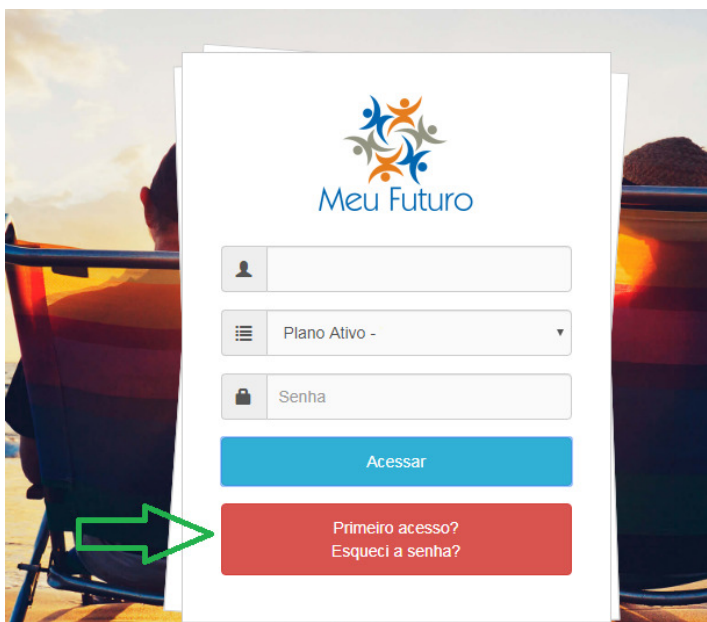 Meu Futuro
Plano Ativo -
Senha
Acessar
Primeiro acesso?
Esqueci a senha?